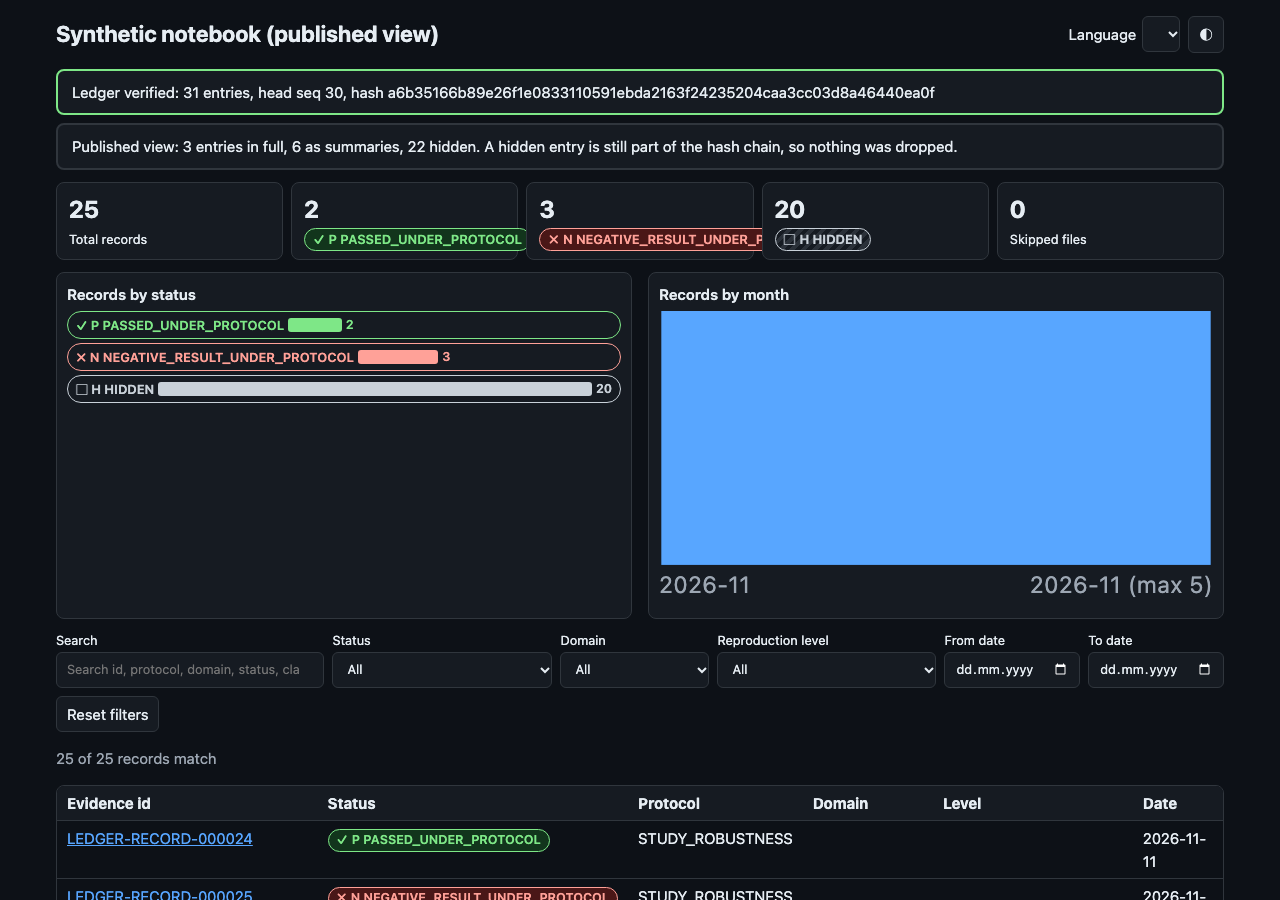 Synthetic notebook (published view)
Language
Ledger verified: 31 entries, head seq 30, hash a6b35166b89e26f1e0833110591ebda2163f24235204caa3cc03d8a46440ea0f
Published view: 3 entries in full, 6 as summaries, 22 hidden. A hidden entry is still part of the hash chain, so nothing was dropped.
25
Total records
2
✓ P PASSED_UNDER_PROTOCOL
3
✕ N NEGATIVE_RESULT_UNDER_P
20
H HIDDEN
0
Skipped files
Records by status
✓ P PASSED_UNDER_PROTOCOL 2
✕ N NEGATIVE_RESULT_UNDER_PROTOCOL 3
H HIDDEN 20
Records by month
2026-11 2026-11 (max 5)
Search Status Domain Reproduction level From date To date
Search id, protocol, domain, status, cla All All All dd.mm.yyyy dd.mm.yyyy
Reset filters
25 of 25 records match
Evidence id Status Protocol Domain Level Date
LEDGER-RECORD-000024 ✓ P PASSED_UNDER_PROTOCOL STUDY_ROBUSTNESS 2026-11-
11
LEDGER-RECORD-000025 ✕ N NEGATIVE_RESULT_UNDER_PROTOCOL STUDY_ROBUSTNESS 2026-11-